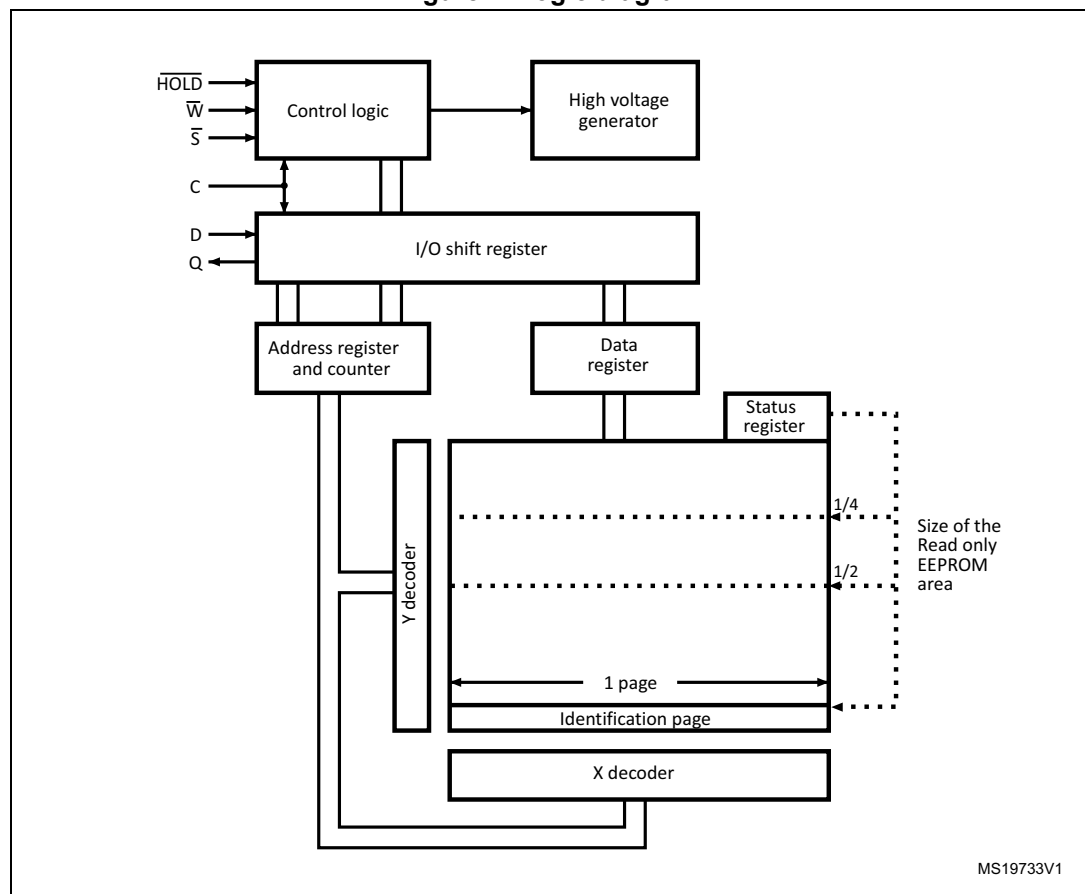 HOLD
W
S
C
D
Q
Control logic
High voltage
generator
I/O shift register
Address register
and counter
Data
register
Status
register
Y decoder
1/4
1/2
Size of the
Read only
EEPROM
area
1 page
Identification page
X decoder
MS19733V1